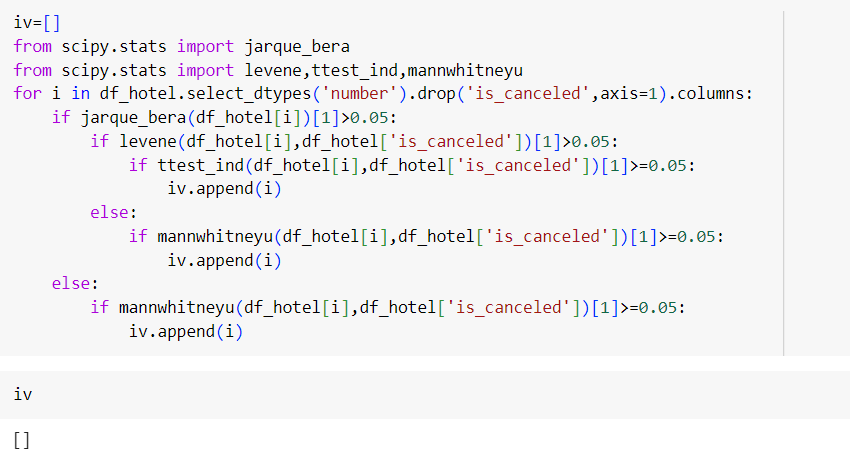 iv=[]
from scipy.stats import jarque_bera
from scipy.stats import levene,ttest_ind,mannwhitneyu
for i in df_hotel.select_dtypes('number').drop('is_canceled',axis=1).columns:
    if jarque_bera(df_hotel[i])[1]>0.05:
        if levene(df_hotel[i],df_hotel['is_canceled'])[1]>0.05:
            if ttest_ind(df_hotel[i],df_hotel['is_canceled'])[1]>=0.05:
                iv.append(i)
        else:
            if mannwhitneyu(df_hotel[i],df_hotel['is_canceled'])[1]>=0.05:
                iv.append(i)
    else:
        if mannwhitneyu(df_hotel[i],df_hotel['is_canceled'])[1]>=0.05:
            iv.append(i)
iv
[]